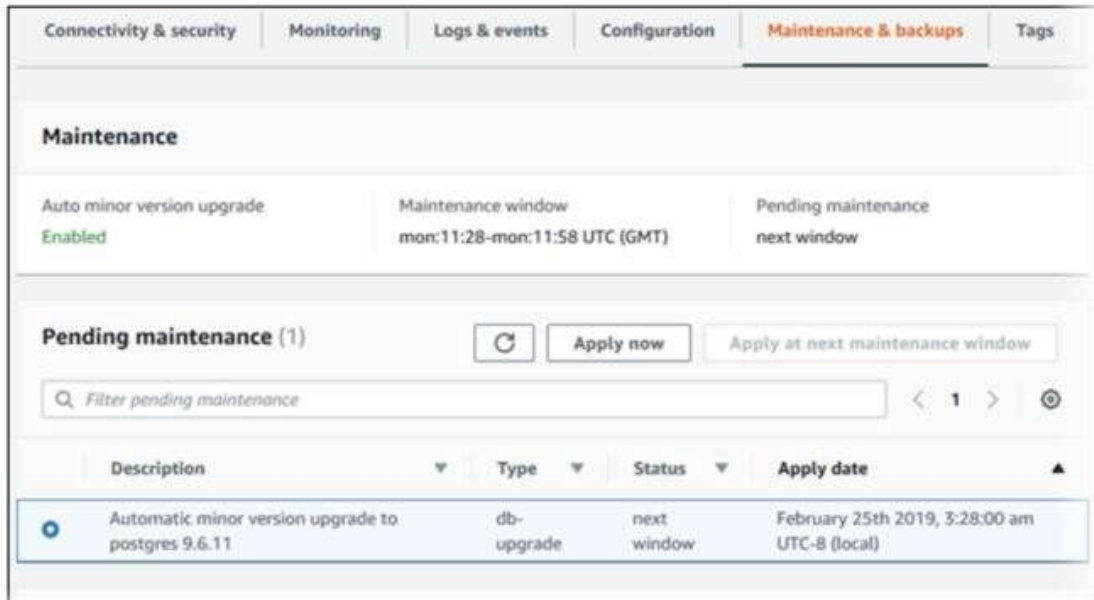 Connectivity & security Monitoring Logs & events Configuration Maintenance & backups Tags
Maintenance
Auto minor version upgrade Maintenance window Pending maintenance
Enabled mon:11:28-mon:11:58 UTC (GMT) next window
Pending maintenance (1) Apply now Apply at next maintenance window
Filter pending maintenance 1
Description Type Status Apply date
Automatic minor version upgrade to db- next February 25th 2019, 3:28:00 am
postgres 9.6.11 upgrade window UTC-8 (local)